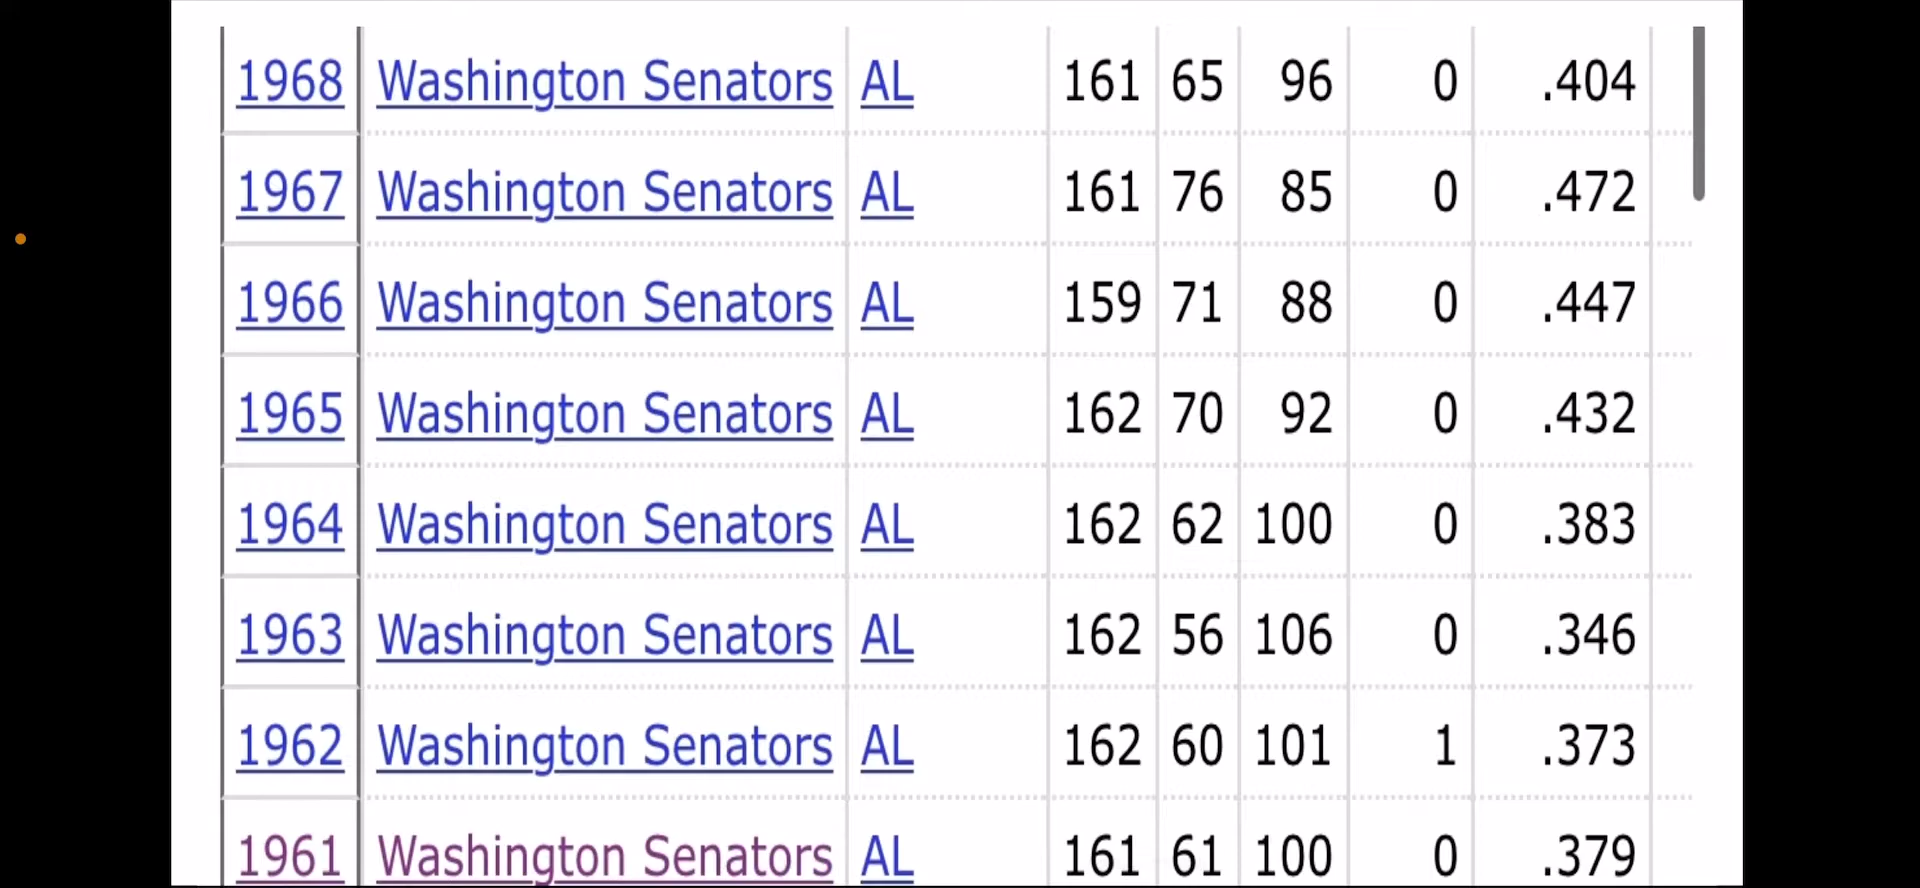 1968 Washington Senators AL 161 65 96 0 .404
1967 Washington Senators AL 161 76 85 0 .472
1966 Washington Senators AL 159 71 88 0 .447
1965 Washington Senators AL 162 70 92 0 .432
1964 Washington Senators AL 162 62 100 0 .383
1963 Washington Senators AL 162 56 106 0 .346
1962 Washington Senators AL 162 60 101 1 .373
1961 Washington Senators AL 161 61 100 0 .379